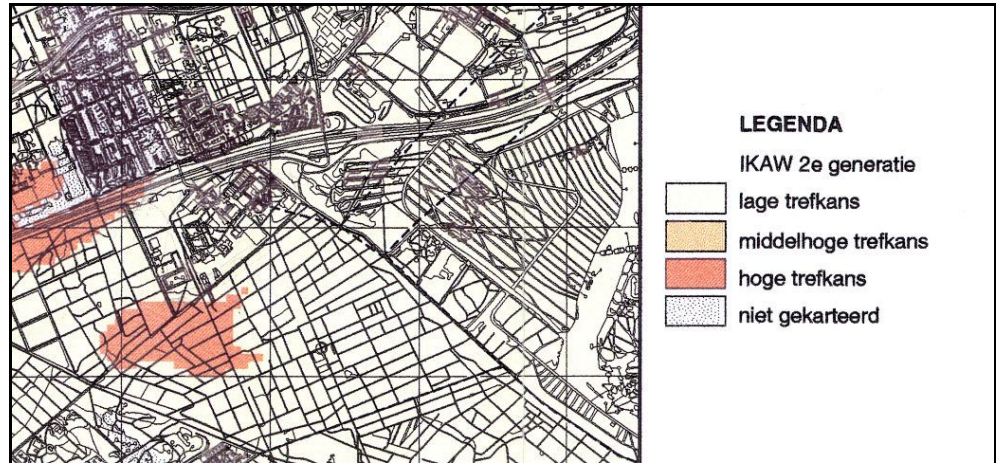 LEGENDA
IKAW 2e generatie
lage trefkans
middelhoge trefkans
hoge trefkans
niet gekarteerd